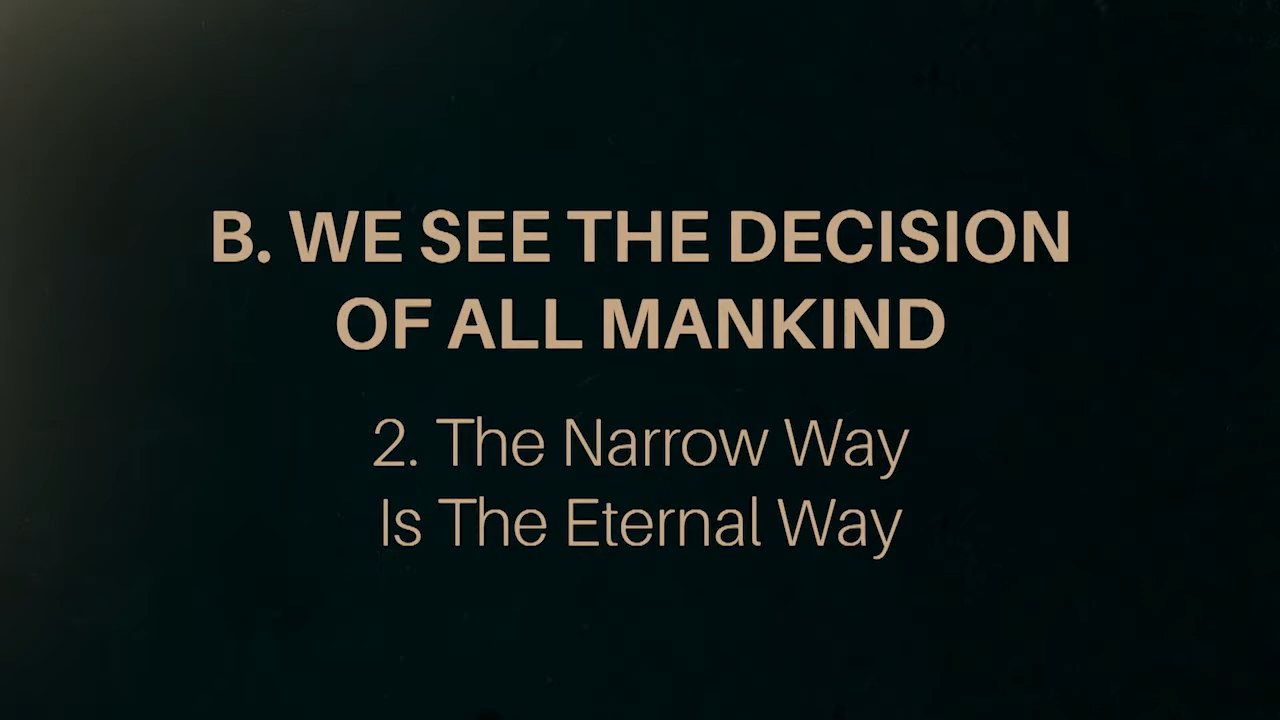 B. WE SEE THE DECISION
OF ALL MANKIND
2. The Narrow Way
Is The Eternal Way